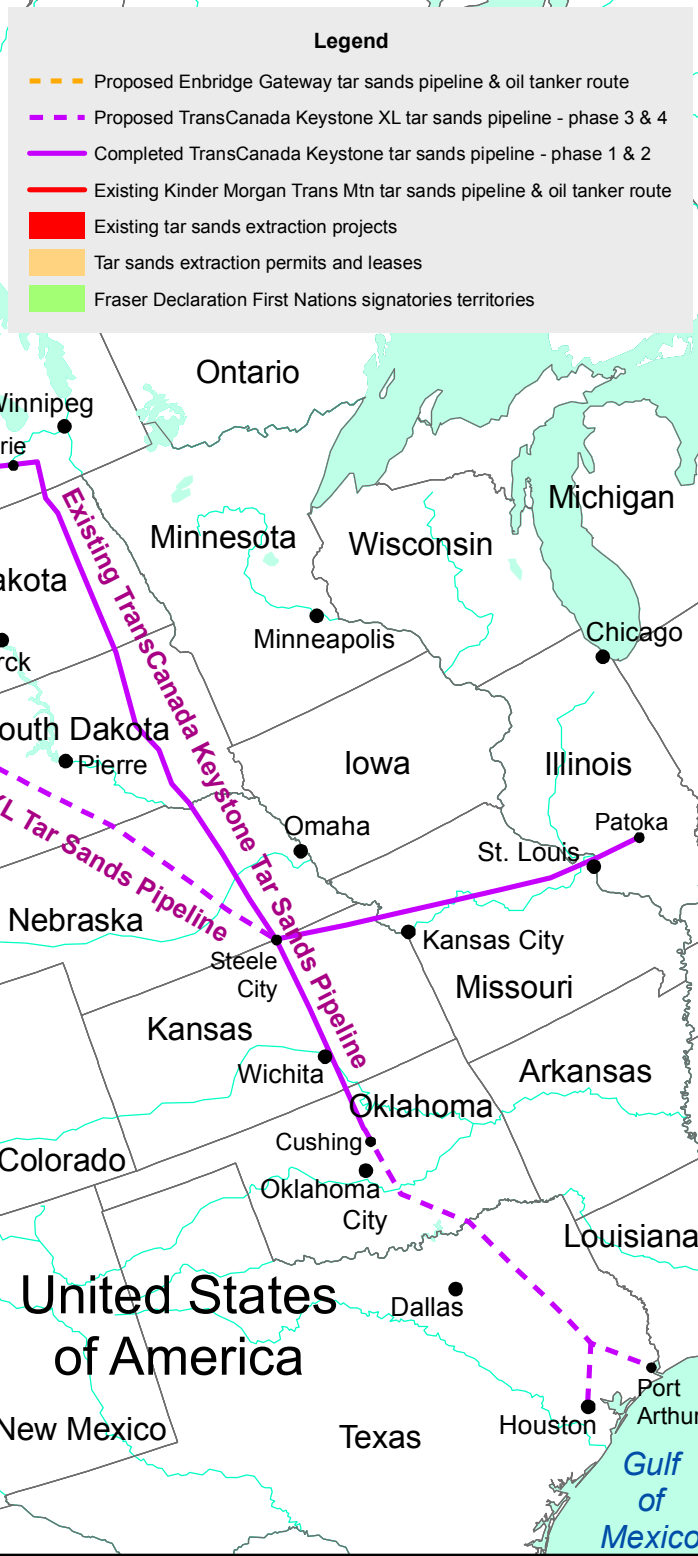 Legend
Proposed Enbridge Gateway tar sands pipeline & oil tanker route
Proposed TransCanada Keystone XL tar sands pipeline - phase 3 & 4
Completed TransCanada Keystone tar sands pipeline - phase 1 & 2
Existing Kinder Morgan Trans Mtn tar sands pipeline & oil tanker route
Existing tar sands extraction projects
Tar sands extraction permits and leases
Fraser Declaration First Nations signatories territories
Ontario
Winnipeg
rie
Michigan
Minnesota
Wisconsin
akota
Existing TransCanada Keystone Tar Sands Pipeline
Minneapolis
Chicago
rck
outh Dakota
Pierre
Iowa
Illinois
XL Tar Sands Pipeline
Omaha
Patoka
St. Louis
Nebraska
Kansas City
Steele
City
Missouri
Kansas
Wichita
Arkansas
Oklahoma
Cushing
Colorado
Oklahoma
City
Louisiana
United States
of America
Dallas
Port
Arthur
New Mexico
Texas
Houston
Gulf
of
Mexico